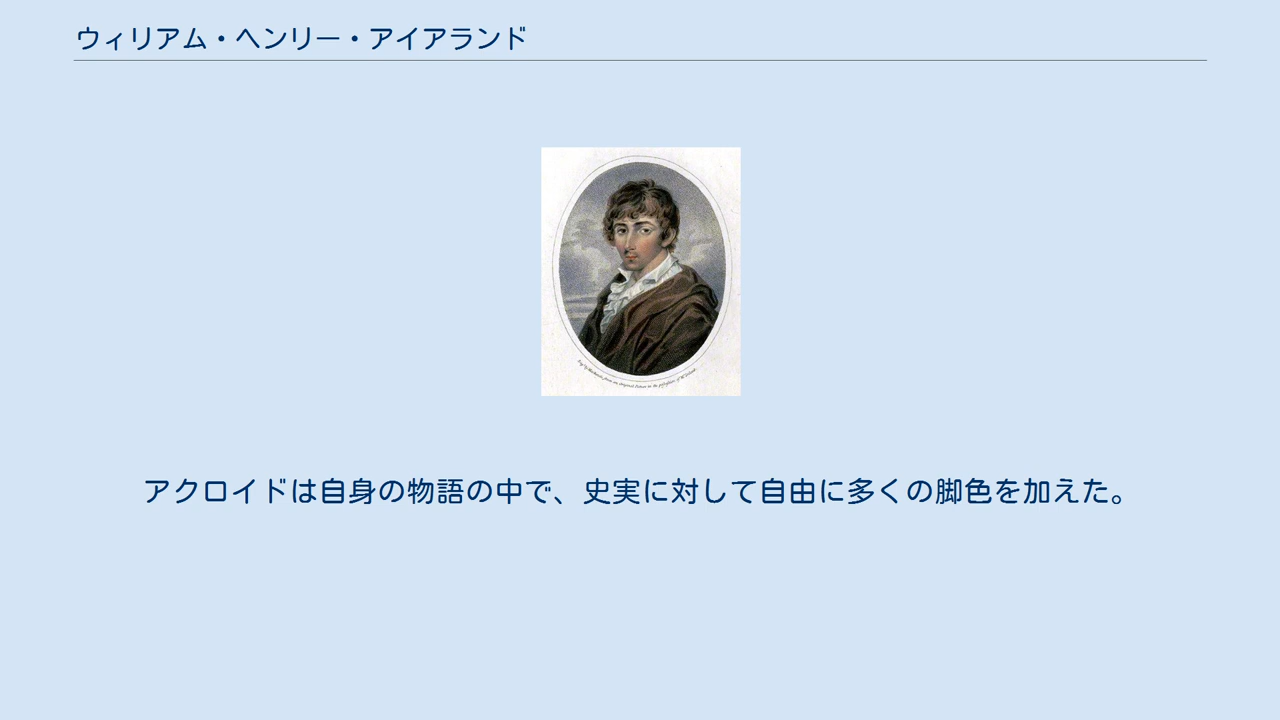 ウィリアム・ヘンリー・アイアランド
アクロイドは自身の物語の中で、史実に対して自由に多くの脚色を加えた。